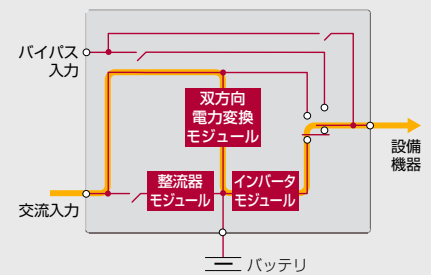 バイパス
入力
双方向
電力変換
モジュール
整流器
モジュール
インバータ
モジュール
設備
機器
交流入力
バッテリ